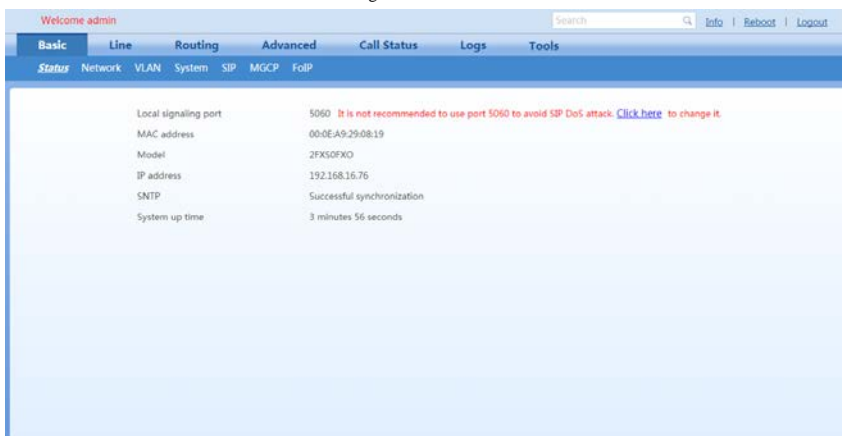 Welcome admin Search Info | Reboot | Logout
Basic Line Routing Advanced Call Status Logs Tools
Status Network VLAN System SIP MGCP FoIP
Local signaling port 5060 It is not recommended to use port 5060 to avoid SIP DoS attack. Click here to change it.
MAC address 00:0E:A9:29:08:19
Model 2FXS0FXO
IP address 192.168.16.76
SNTP Successful synchronization
System up time 3 minutes 56 seconds